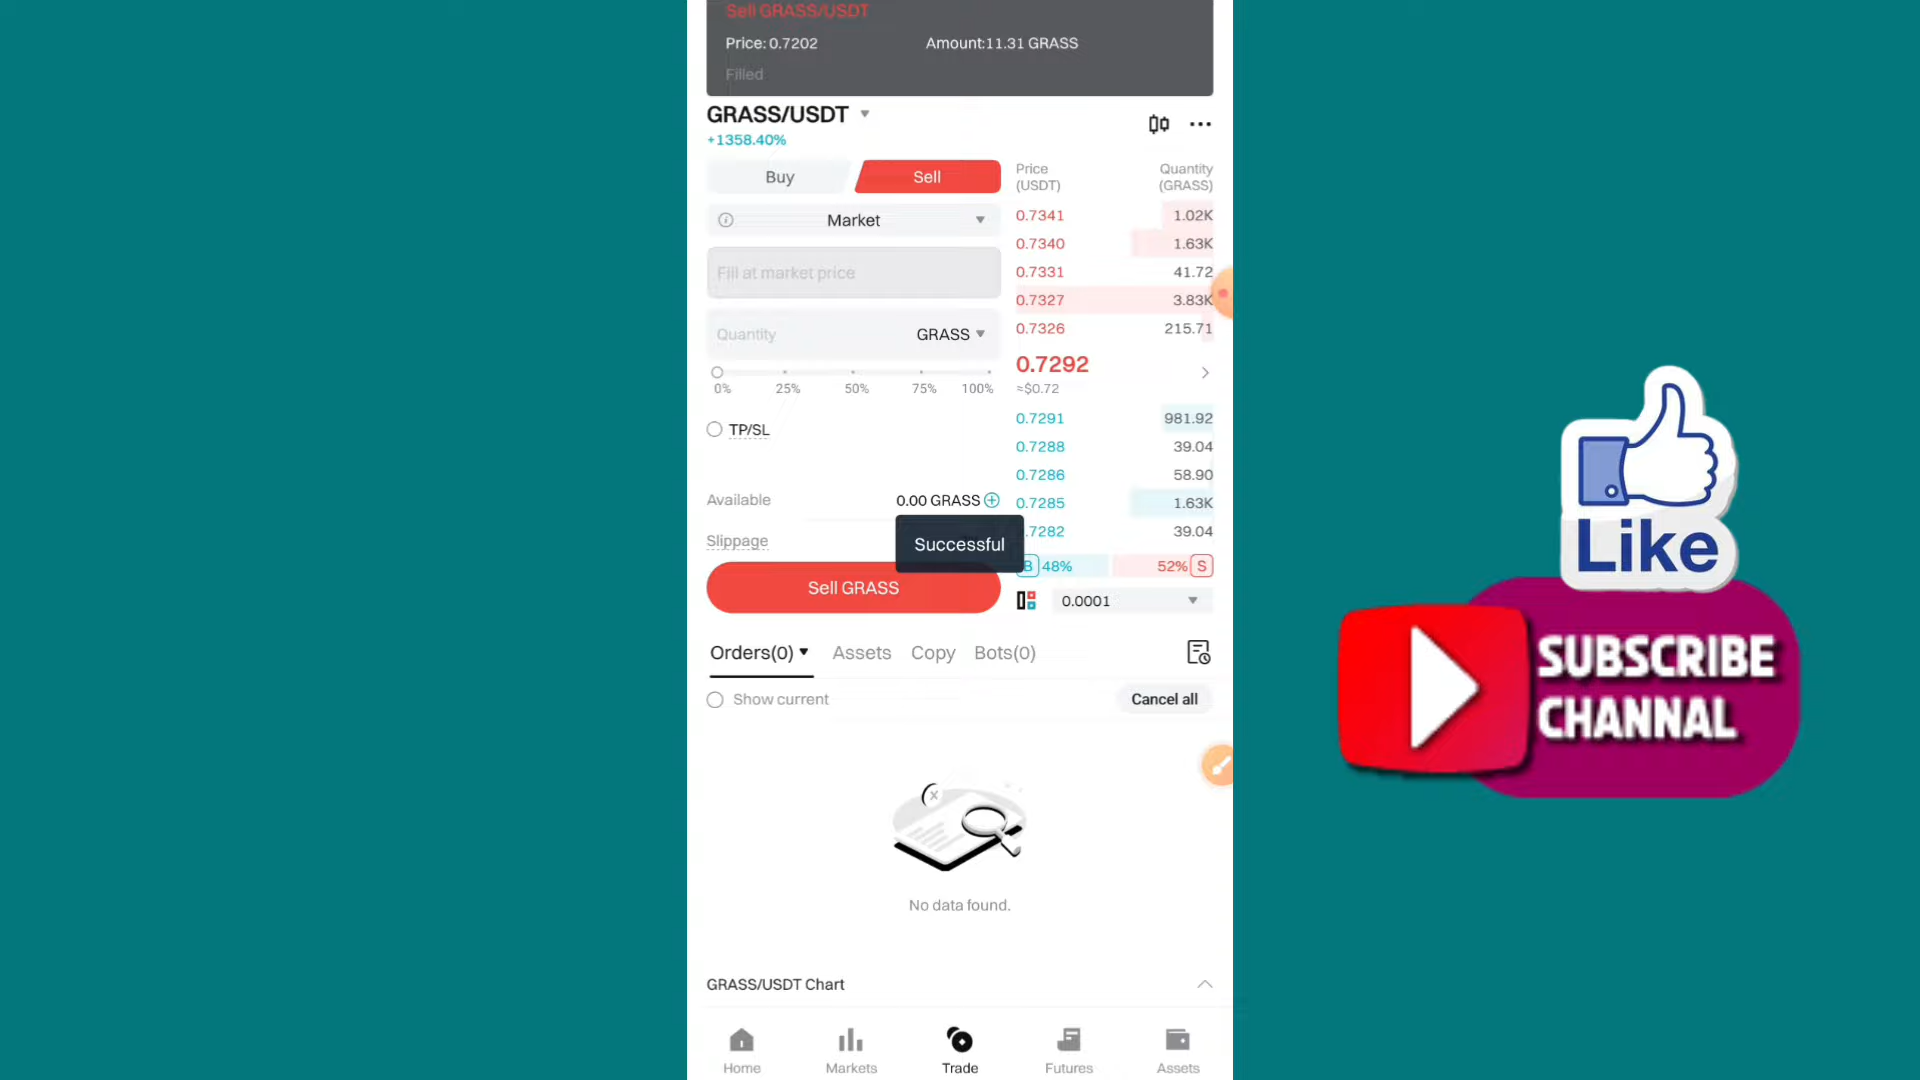 Sell GRASS/USDT
Price: 0.7202 Amount:11.31 GRASS
Filled
GRASS/USDT
+1358.40%
Buy Sell
Market
Fill at market price
Quantity GRASS
0% 25% 50% 75% 100%
TP/SL
Available 0.00 GRASS
Slippage
Successful
Sell GRASS
Price (USDT) Quantity (GRASS)
0.7341 1.02K
0.7340 1.63K
0.7331 41.72
0.7327 3.83K
0.7326 215.71
0.7292
≈$0.72
0.7291 981.92
0.7288 39.04
0.7286 58.90
0.7285 1.63K
.7282 39.04
B 48% 52% S
0.0001
Orders(0) Assets Copy Bots(0)
Show current Cancel all
No data found.
GRASS/USDT Chart
Home Markets Trade Futures Assets
Like
SUBSCRIBE
CHANNAL